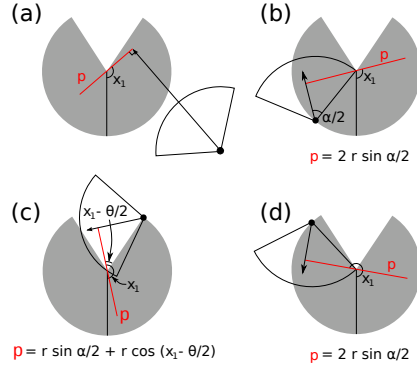 (a)
p
x₁
(b)
p
x₁
α/2
p = 2 r sin α/2
(c)
x₁- θ/2
x₁
p
p = r sin α/2 + r cos (x₁- θ/2)
(d)
x₁
p
p = 2 r sin α/2